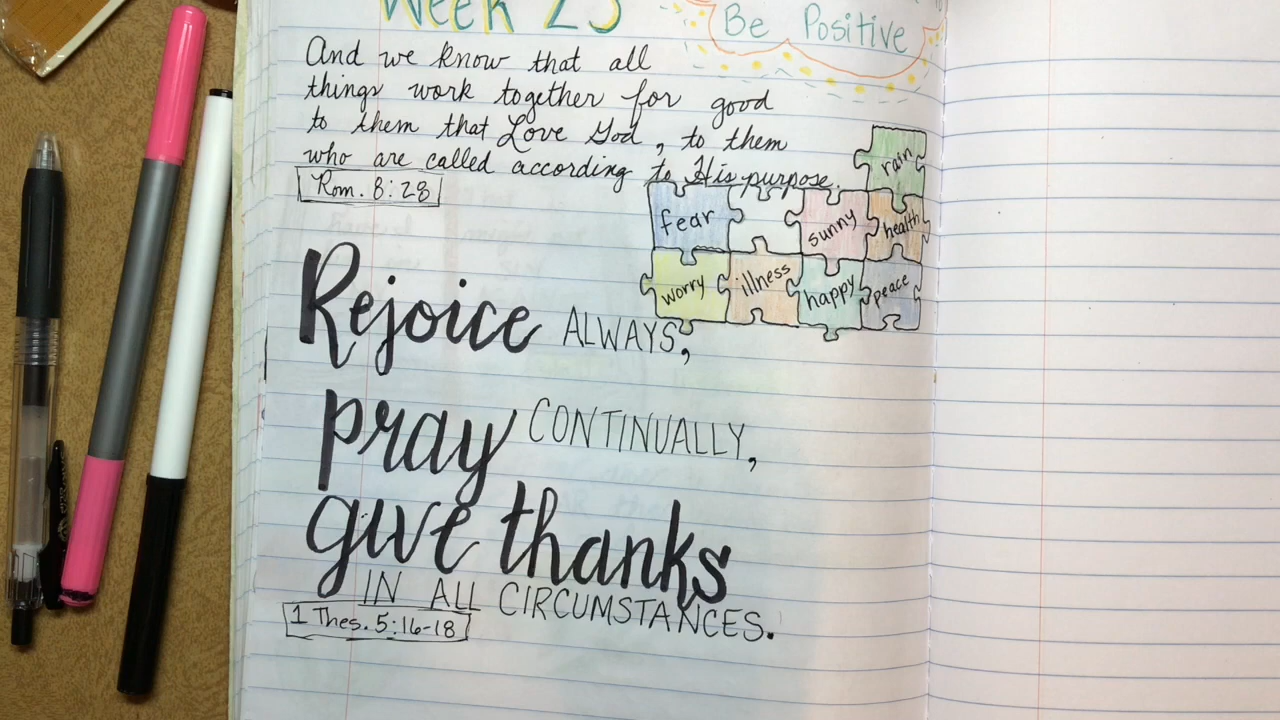 Week 23
Be Positive
And we know that all
things work together for good
to them that Love God, to them
who are called according to His purpose.
Rom. 8:28
rain
fear
sunny
health
worry
illness
happy
peace
Rejoice ALWAYS,
pray CONTINUALLY,
give thanks
IN ALL CIRCUMSTANCES.
1 Thes. 5:16-18